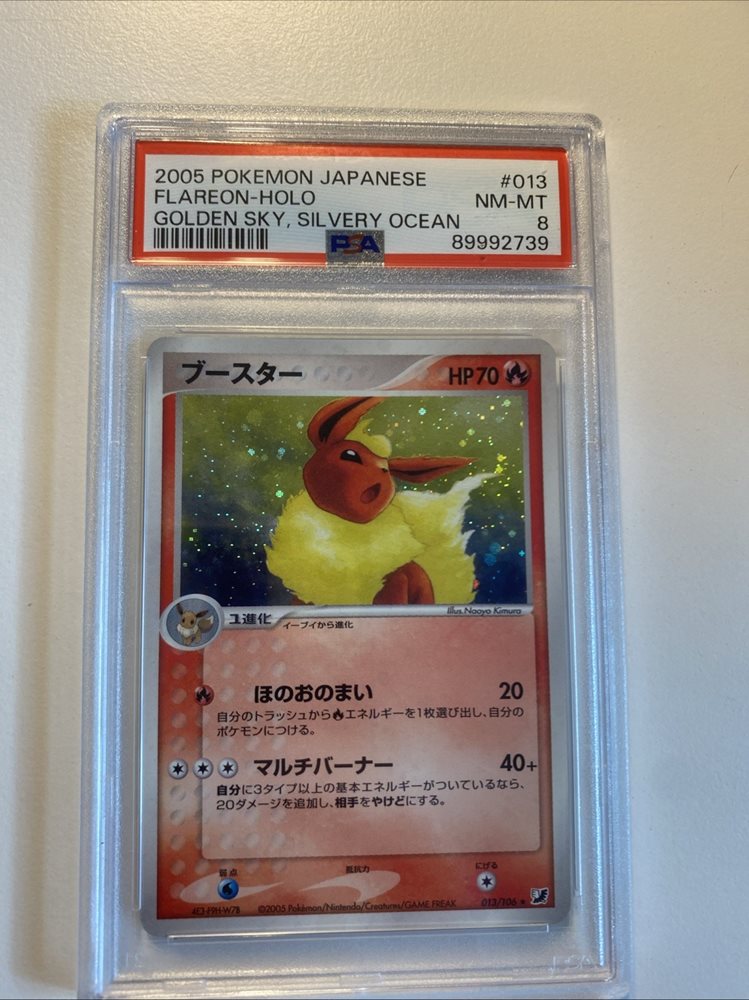 2005 POKEMON JAPANESE #013
FLAREON-HOLO NM-MT
GOLDEN SKY, SILVERY OCEAN 8
PSA 89992739
ブースター HP70
Illus. Naoyo Kimura
1進化 イーブイから進化
ほのおのまい 20
自分のトラッシュからエネルギーを1枚選び出し、自分の
ポケモンにつける。
マルチバーナー 40+
自分に3タイプ以上の基本エネルギーがついているなら、
20ダメージを追加し、相手をやけどにする。
弱点 抵抗力 にげる
4E3-F9H-W7B ©2005 Pokémon/Nintendo/Creatures/GAME FREAK 013/106 ★